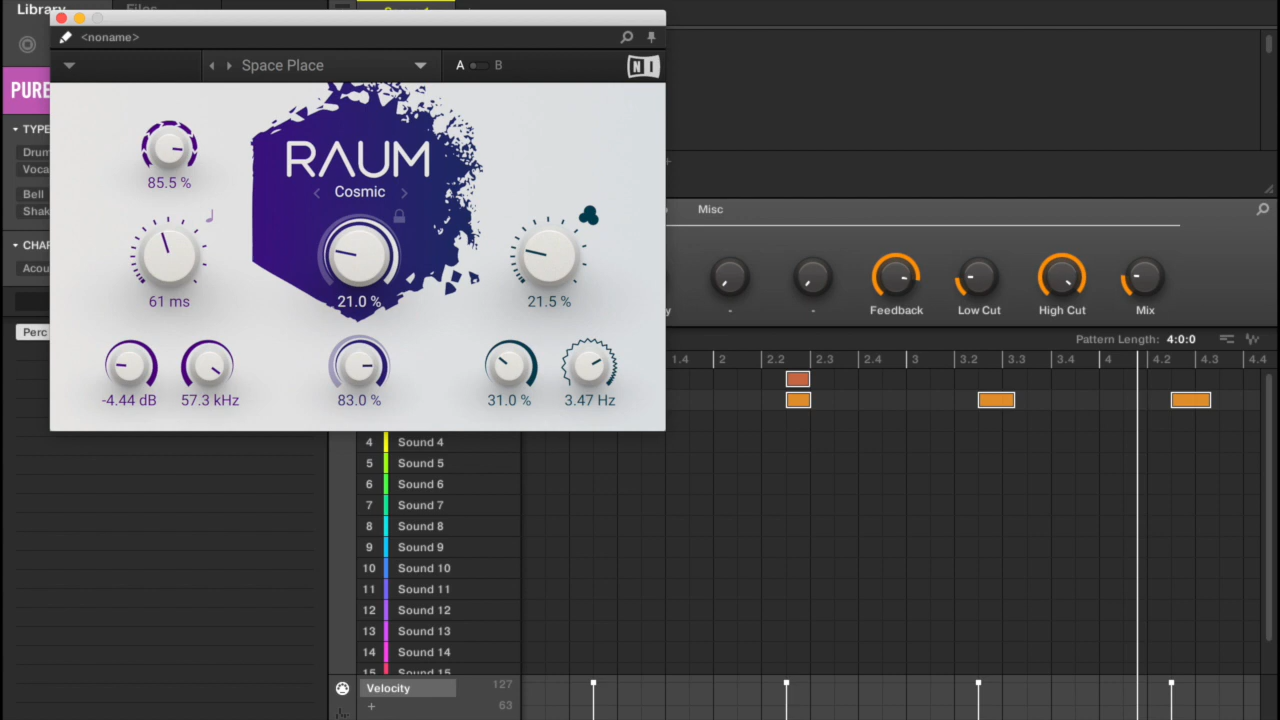 Library
Files
<noname>
Space Place
A
B
NI
PURE
TYPE
Drum
Voca
Bell
Shak
CHAR
Acou
Perc
RAUM
Cosmic
85.5 %
61 ms
21.0 %
21.5 %
-4.44 dB
57.3 kHz
83.0 %
31.0 %
3.47 Hz
Misc
-
-
Feedback
Low Cut
High Cut
Mix
Pattern Length: 4:0:0
1.4 2 2.2 2.3 2.4 3 3.2 3.3 3.4 4 4.2 4.3 4.4
4 Sound 4
5 Sound 5
6 Sound 6
7 Sound 7
8 Sound 8
9 Sound 9
10 Sound 10
11 Sound 11
12 Sound 12
13 Sound 13
14 Sound 14
15 Sound 15
Velocity 127
+ 63